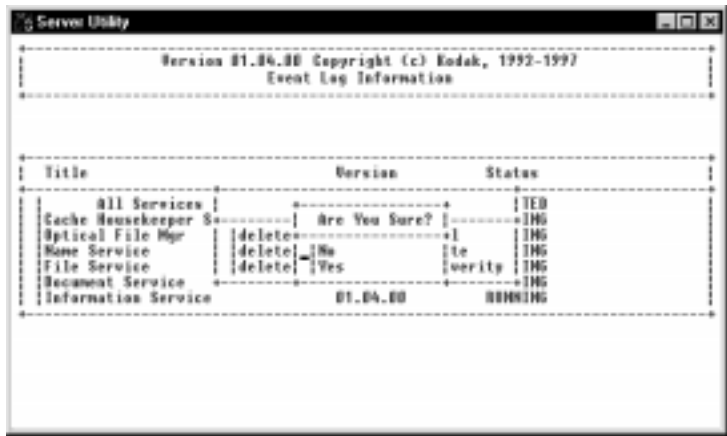 Server Utility
Version 01.04.00 Copyright (c) Kodak, 1992-1997
Event Log Information
Title Version Status
All Services TED
Cache Housekeeper S Are You Sure? ING
Optical File Mgr delete l ING
Name Service delete No te ING
File Service delete Yes verity ING
Document Service ING
Information Service 01.04.00 RUNNING